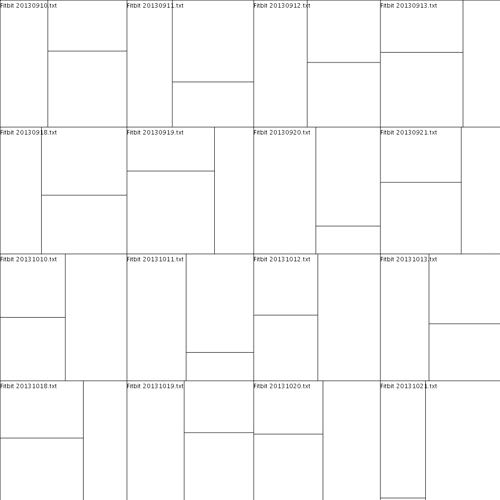 Fitbit 20130910.txt
Fitbit 20130911.txt
Fitbit 20130912.txt
Fitbit 20130913.txt
Fitbit 20130918.txt
Fitbit 20130919.txt
Fitbit 20130920.txt
Fitbit 20130921.txt
Fitbit 20131010.txt
Fitbit 20131011.txt
Fitbit 20131012.txt
Fitbit 20131013.txt
Fitbit 20131018.txt
Fitbit 20131019.txt
Fitbit 20131020.txt
Fitbit 20131021.txt